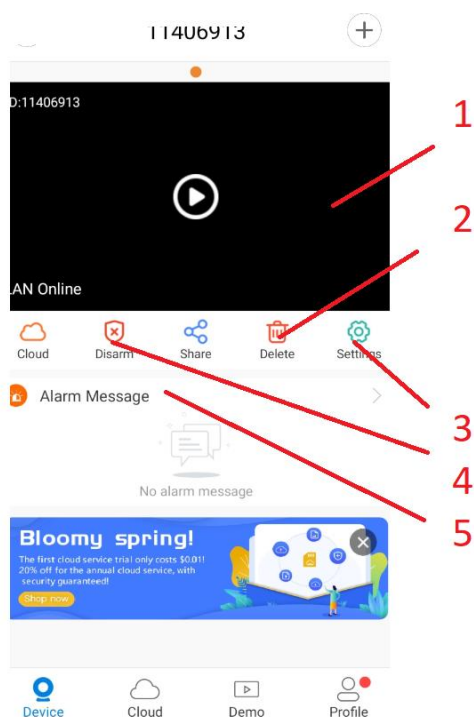 11406913
D:11406913
1
2
LAN Online
Cloud Disarm Share Delete Settings
Alarm Message
3
4
No alarm message
5
Bloomy spring!
The first cloud service trial only costs $0.01!
20% off for the annual cloud service, with
security guaranteed!
Shop now
Device Cloud Demo Profile